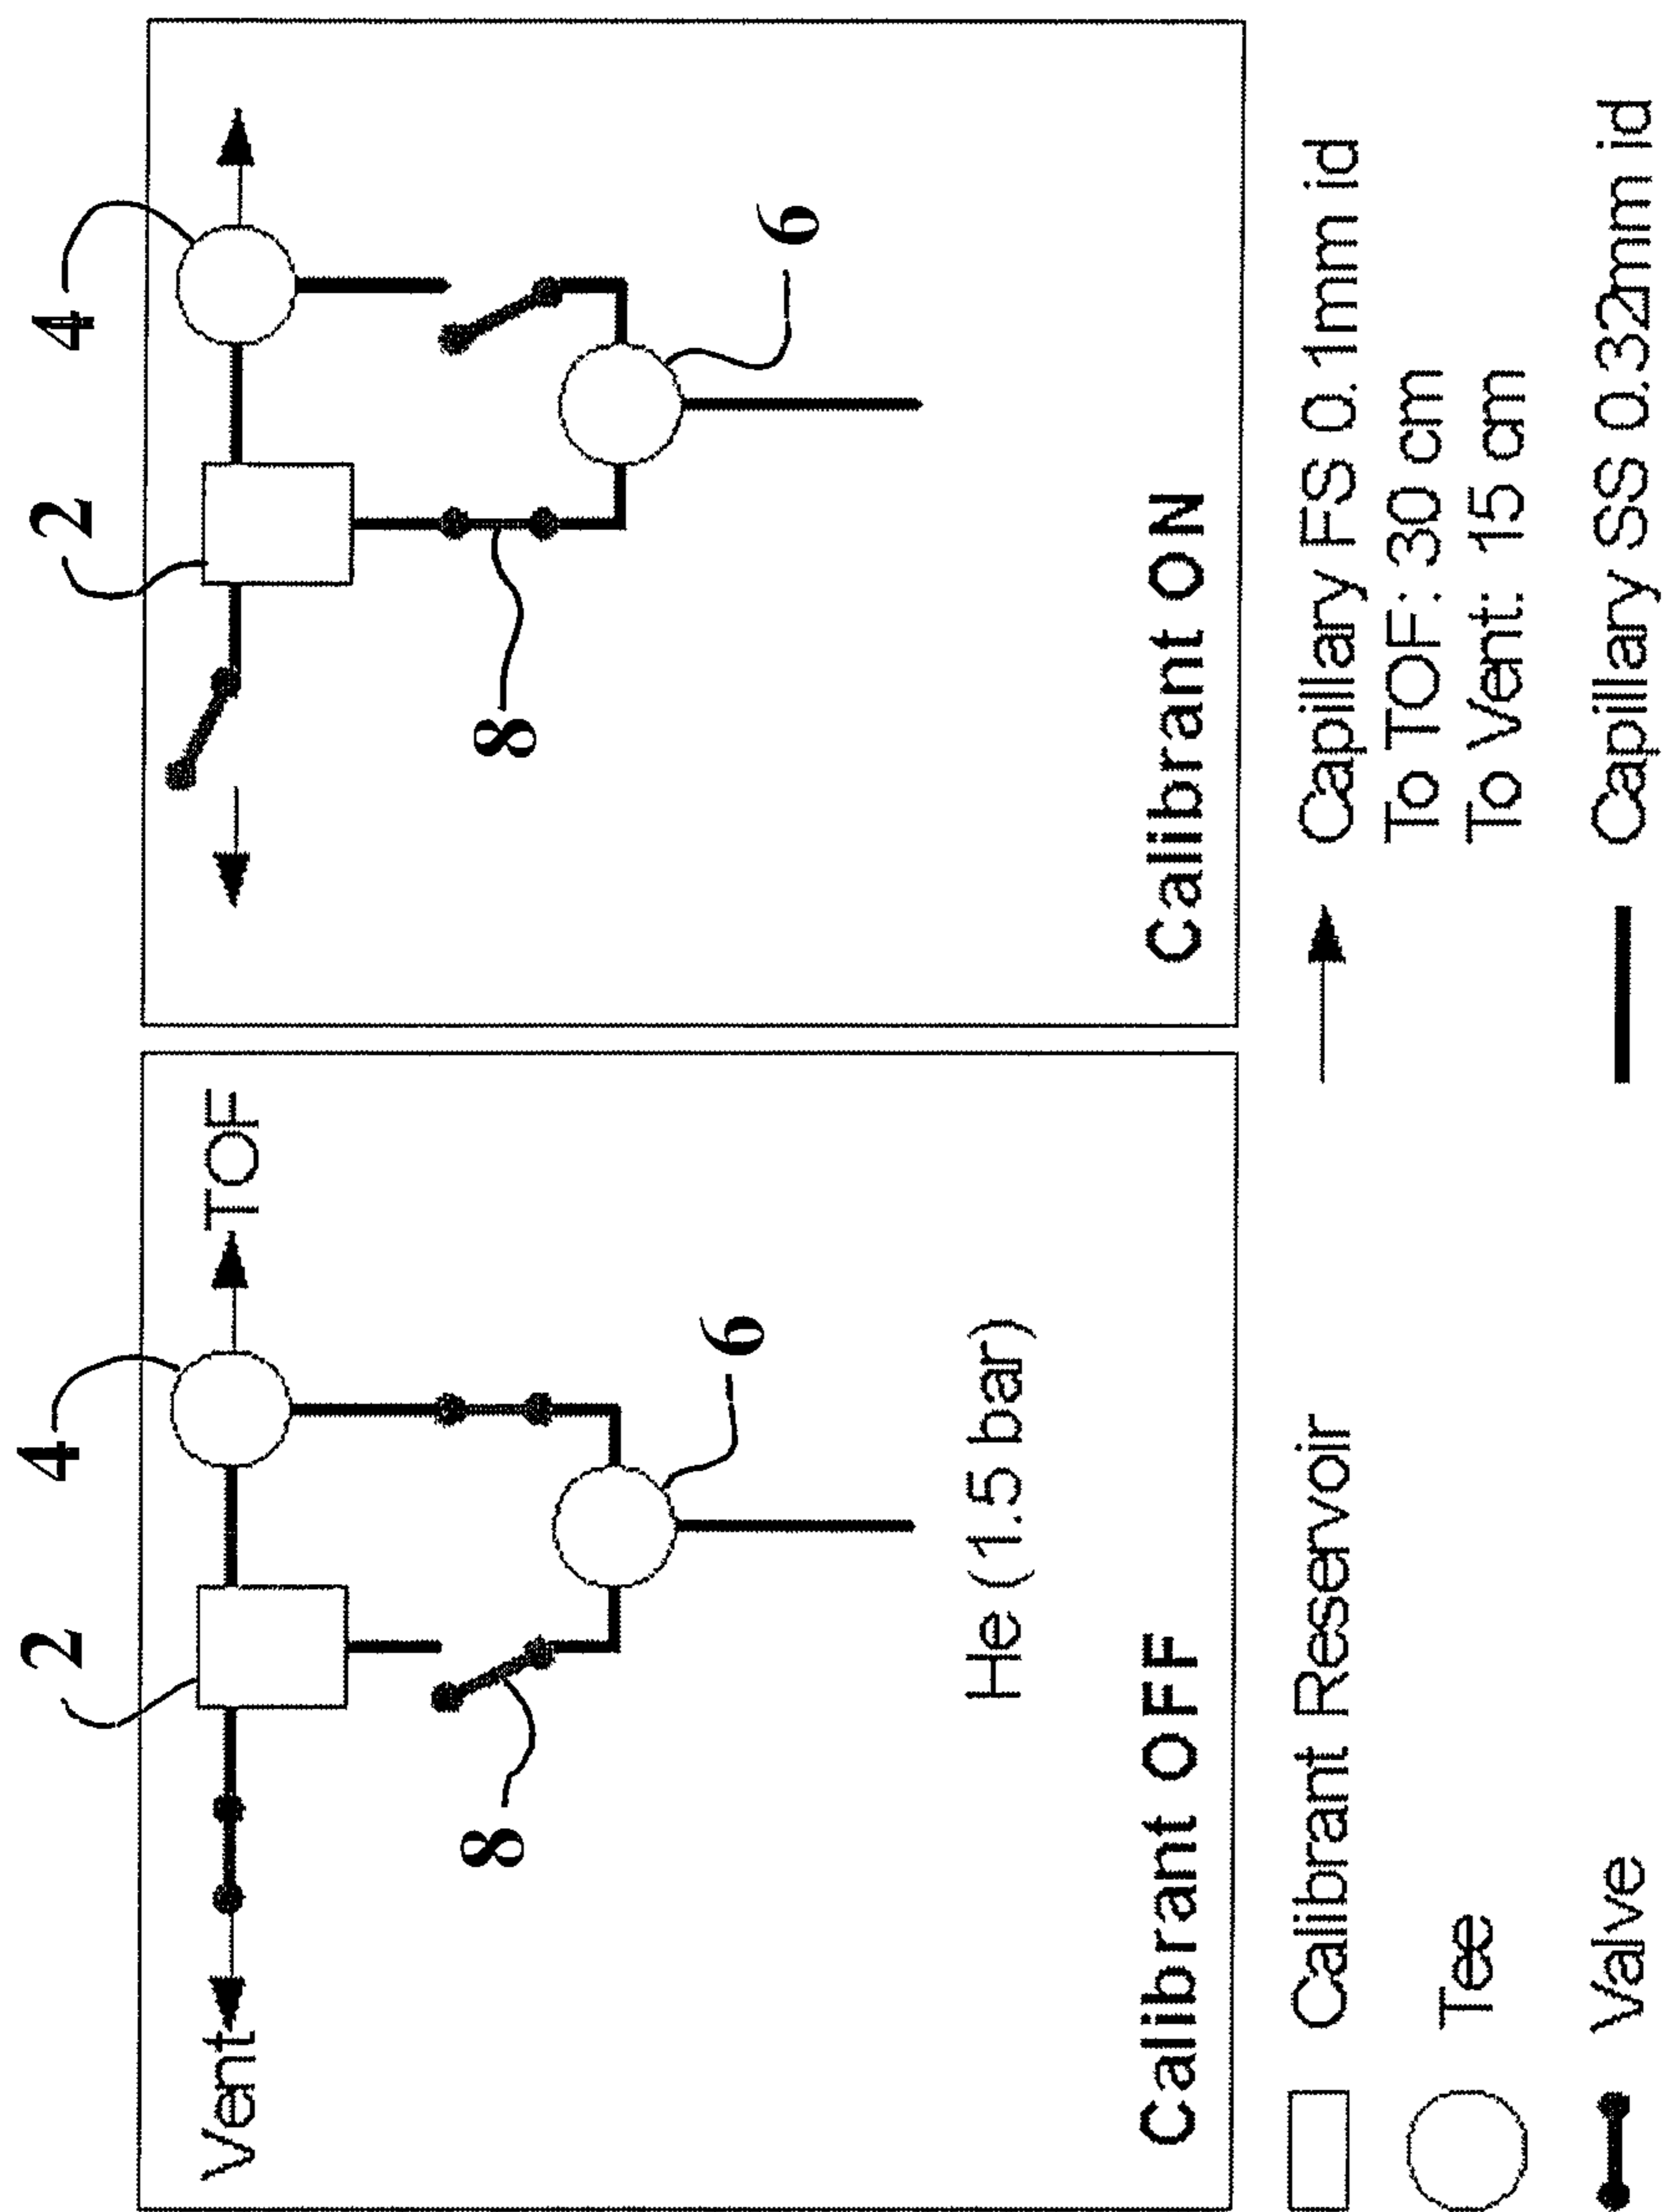 2
4
Vent
TOF
8
6
He (1.5 bar)
Calibrant OFF
2
4
8
6
Calibrant ON
Calibrant Reservoir
Tee
Valve
Capillary FS 0.1mm id
To TOF: 30 cm
To Vent: 15 cm
Capillary SS 0.32mm id